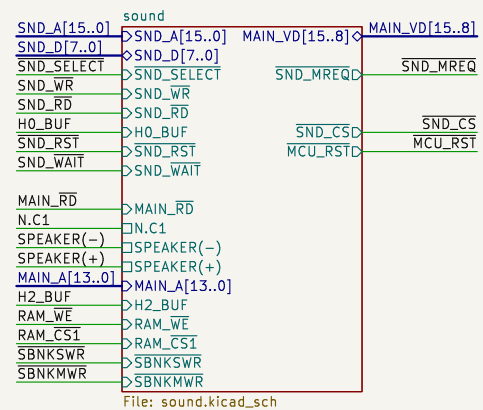 sound
SND_A[15..0] SND_A[15..0] MAIN_VD[15..8] MAIN_VD[15..8]
SND_D[7..0] SND_D[7..0]
SND_SELECT SND_SELECT SND_MREQ SND_MREQ
SND_WR SND_WR
SND_RD SND_RD
H0_BUF H0_BUF SND_CS SND_CS
SND_RST SND_RST MCU_RST MCU_RST
SND_WAIT SND_WAIT
MAIN_RD MAIN_RD
N.C1 N.C1
SPEAKER(-) SPEAKER(-)
SPEAKER(+) SPEAKER(+)
MAIN_A[13..0] MAIN_A[13..0]
H2_BUF H2_BUF
RAM_WE RAM_WE
RAM_CS1 RAM_CS1
SBNKSWR SBNKSWR
SBNKMWR SBNKMWR
File: sound.kicad_sch